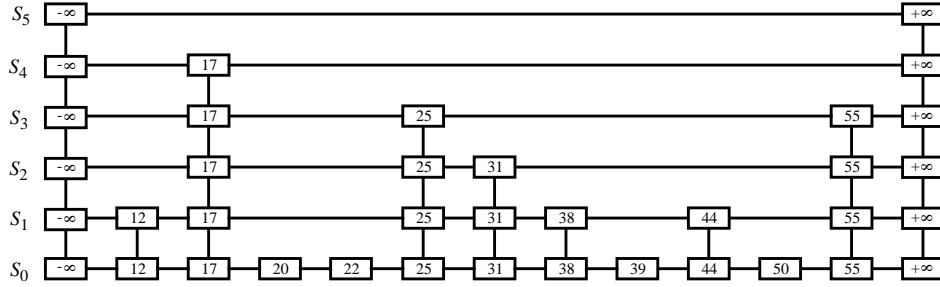 S5 -∞ +∞
S4 -∞ 17 +∞
S3 -∞ 17 25 55 +∞
S2 -∞ 17 25 31 55 +∞
S1 -∞ 12 17 25 31 38 44 55 +∞
S0 -∞ 12 17 20 22 25 31 38 39 44 50 55 +∞